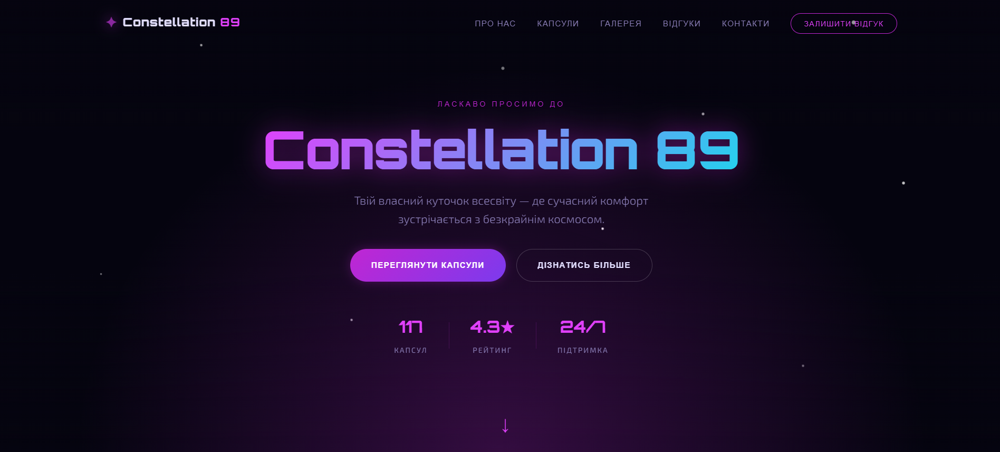 ✦ Constellation 89
ПРО НАС
КАПСУЛИ
ГАЛЕРЕЯ
ВІДГУКИ
КОНТАКТИ
ЗАЛИШИТИ ВІДГУК
ЛАСКАВО ПРОСИМО ДО
Constellation 89
Твій власний куточок всесвіту — де сучасний комфорт
зустрічається з безкрайнім космосом.
ПЕРЕГЛЯНУТИ КАПСУЛИ
ДІЗНАТИСЬ БІЛЬШЕ
117
КАПСУЛ
4.3★
РЕЙТИНГ
24/7
ПІДТРИМКА
↓